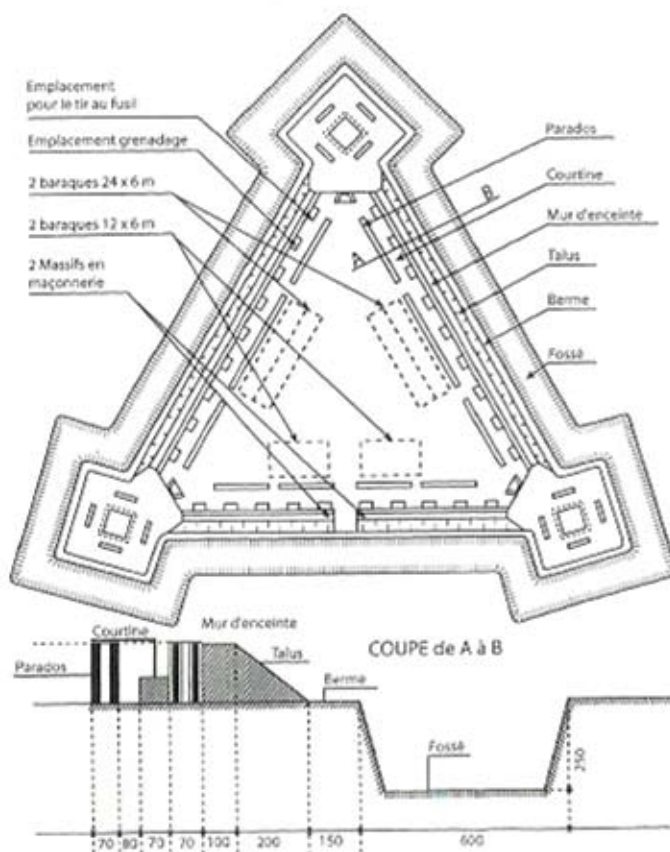 Emplacement
pour le tir au fusil
Emplacement grenadage
2 baraques 24 x 6 m
2 baraques 12 x 6 m
2 Massifs en
maçonnerie
Parados
Courtine
Mur d'enceinte
Talus
Berme
Fossé
A
B
COUPE de A à B
Courtine
Mur d'enceinte
Talus
Parados
Berme
Fossé
250
70 80 70 70 100 200 150 600